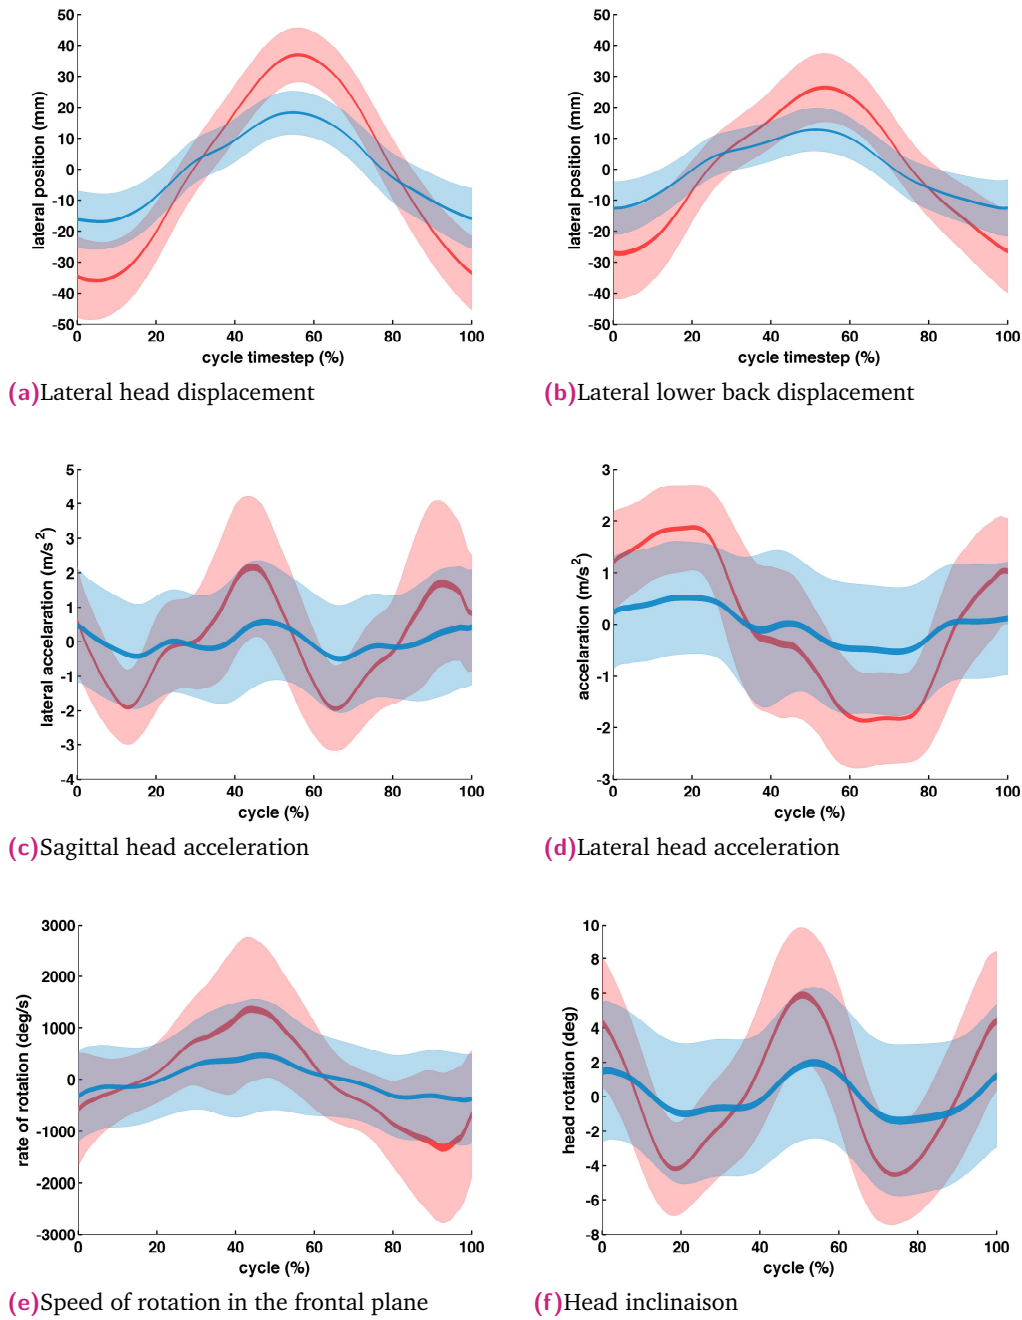 50
40
30
20
10
0
-10
-20
-30
-40
-50
lateral position (mm)
0 20 40 60 80 100
cycle timestep (%)
(a)Lateral head displacement
50
40
30
20
10
0
-10
-20
-30
-40
-50
lateral position (mm)
0 20 40 60 80 100
cycle timestep (%)
(b)Lateral lower back displacement
5
4
3
2
1
0
-1
-2
-3
-4
lateral accelaration (m/s²)
0 20 40 60 80 100
cycle (%)
(c)Sagittal head acceleration
3
2
1
0
-1
-2
-3
accelaration (m/s²)
0 20 40 60 80 100
cycle (%)
(d)Lateral head acceleration
3000
2000
1000
0
-1000
-2000
-3000
rate of rotation (deg/s)
0 20 40 60 80 100
cycle (%)
(e)Speed of rotation in the frontal plane
10
8
6
4
2
0
-2
-4
-6
-8
head rotation (deg)
0 20 40 60 80 100
cycle (%)
(f)Head inclinaison